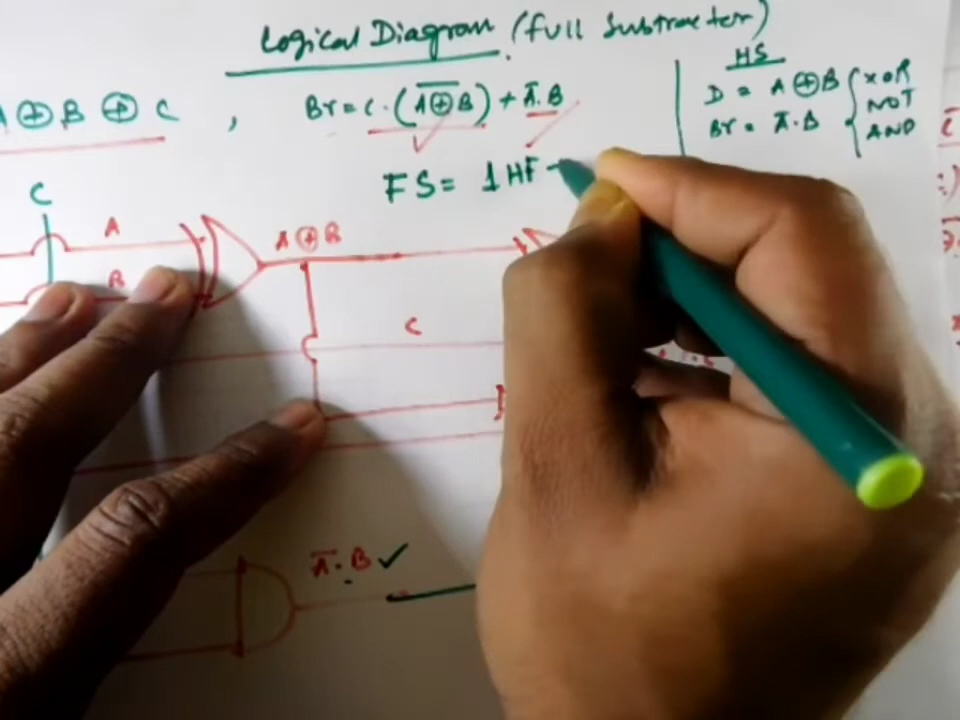 Logical Diagram (Full Subtracter)
A ⊕ B ⊕ C , Br = C · (A̅ ̅⊕̅ ̅B̅) + A̅.B
HS
D = A ⊕ B { XOR
NOT
Br = A̅·B AND
FS = 1 HF -
C
A
A ⊕ B
B
C
A̅·B ✓